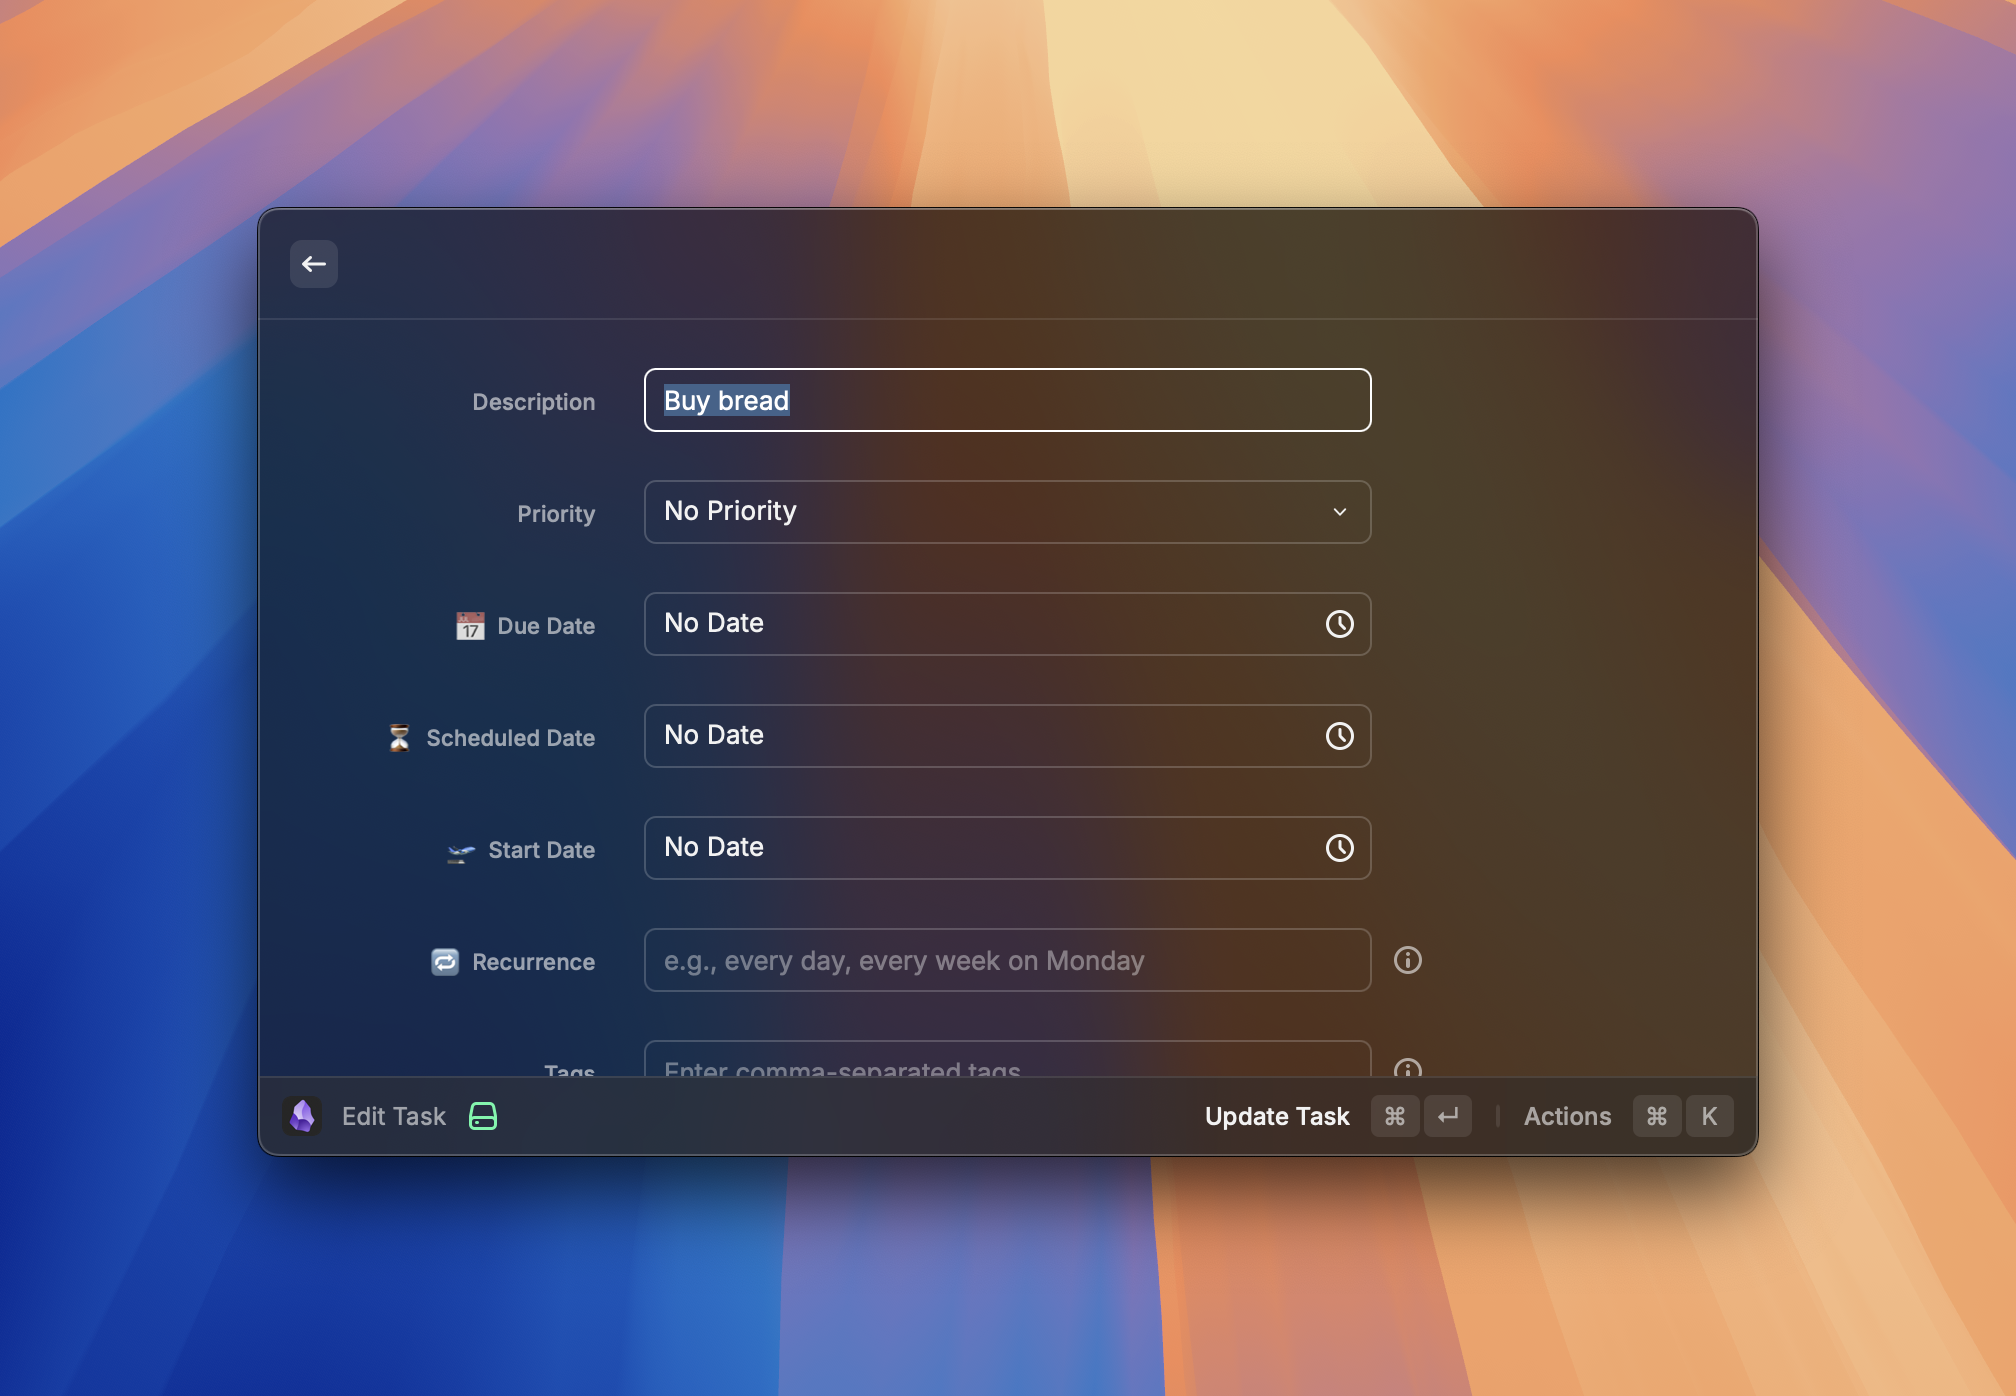 Description
Buy bread
Priority
No Priority
17 Due Date
No Date
Scheduled Date
No Date
Start Date
No Date
Recurrence
e.g., every day, every week on Monday
Tags
Enter comma-separated tags
Edit Task
Update Task ⌘ ↵
Actions ⌘ K